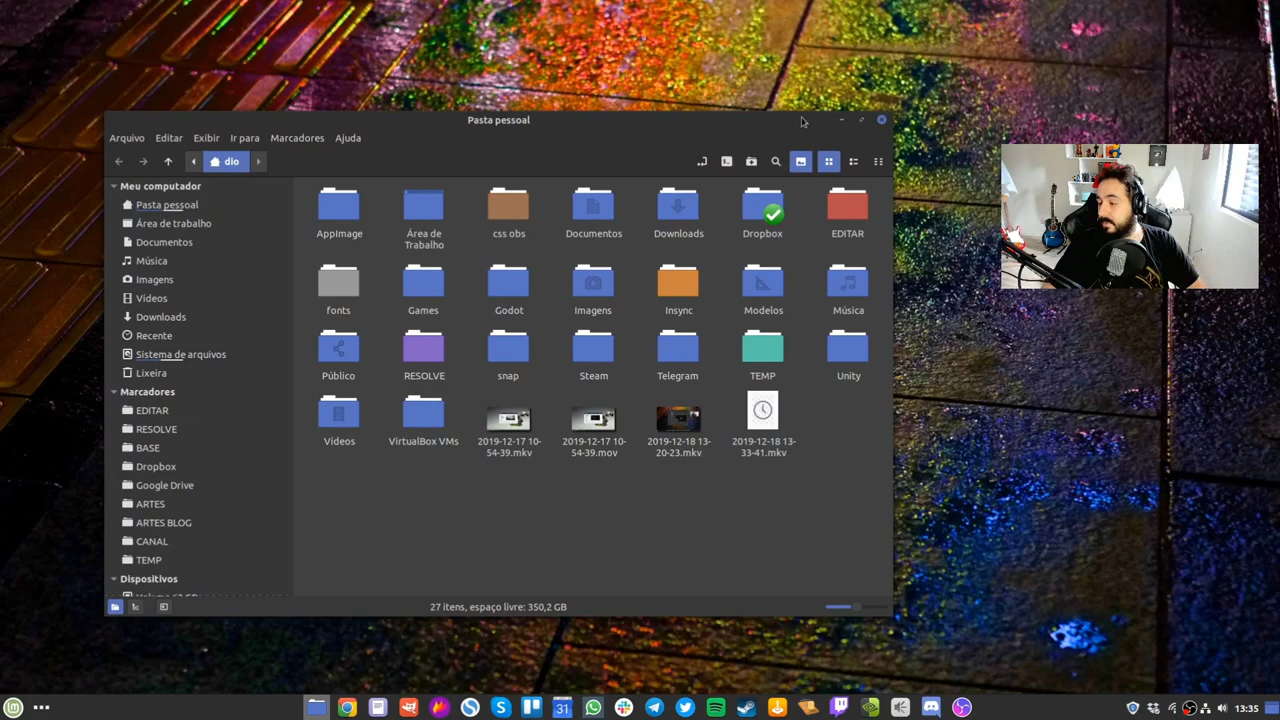 Pasta pessoal
Arquivo Editar Exibir Ir para Marcadores Ajuda
dio
Meu computador
Pasta pessoal
Área de trabalho
Documentos
Música
Imagens
Vídeos
Downloads
Recente
Sistema de arquivos
Lixeira
Marcadores
EDITAR
RESOLVE
BASE
Dropbox
Google Drive
ARTES
ARTES BLOG
CANAL
TEMP
Dispositivos
AppImage
Área de
Trabalho
css obs
Documentos
Downloads
Dropbox
EDITAR
fonts
Games
Godot
Imagens
Insync
Modelos
Música
Público
RESOLVE
snap
Steam
Telegram
TEMP
Unity
Vídeos
VirtualBox VMs
2019-12-17 10-
54-39.mkv
2019-12-17 10-
54-39.mov
2019-12-18 13-
20-23.mkv
2019-12-18 13-
33-41.mkv
27 itens, espaço livre: 350,2 GB
31
13:35